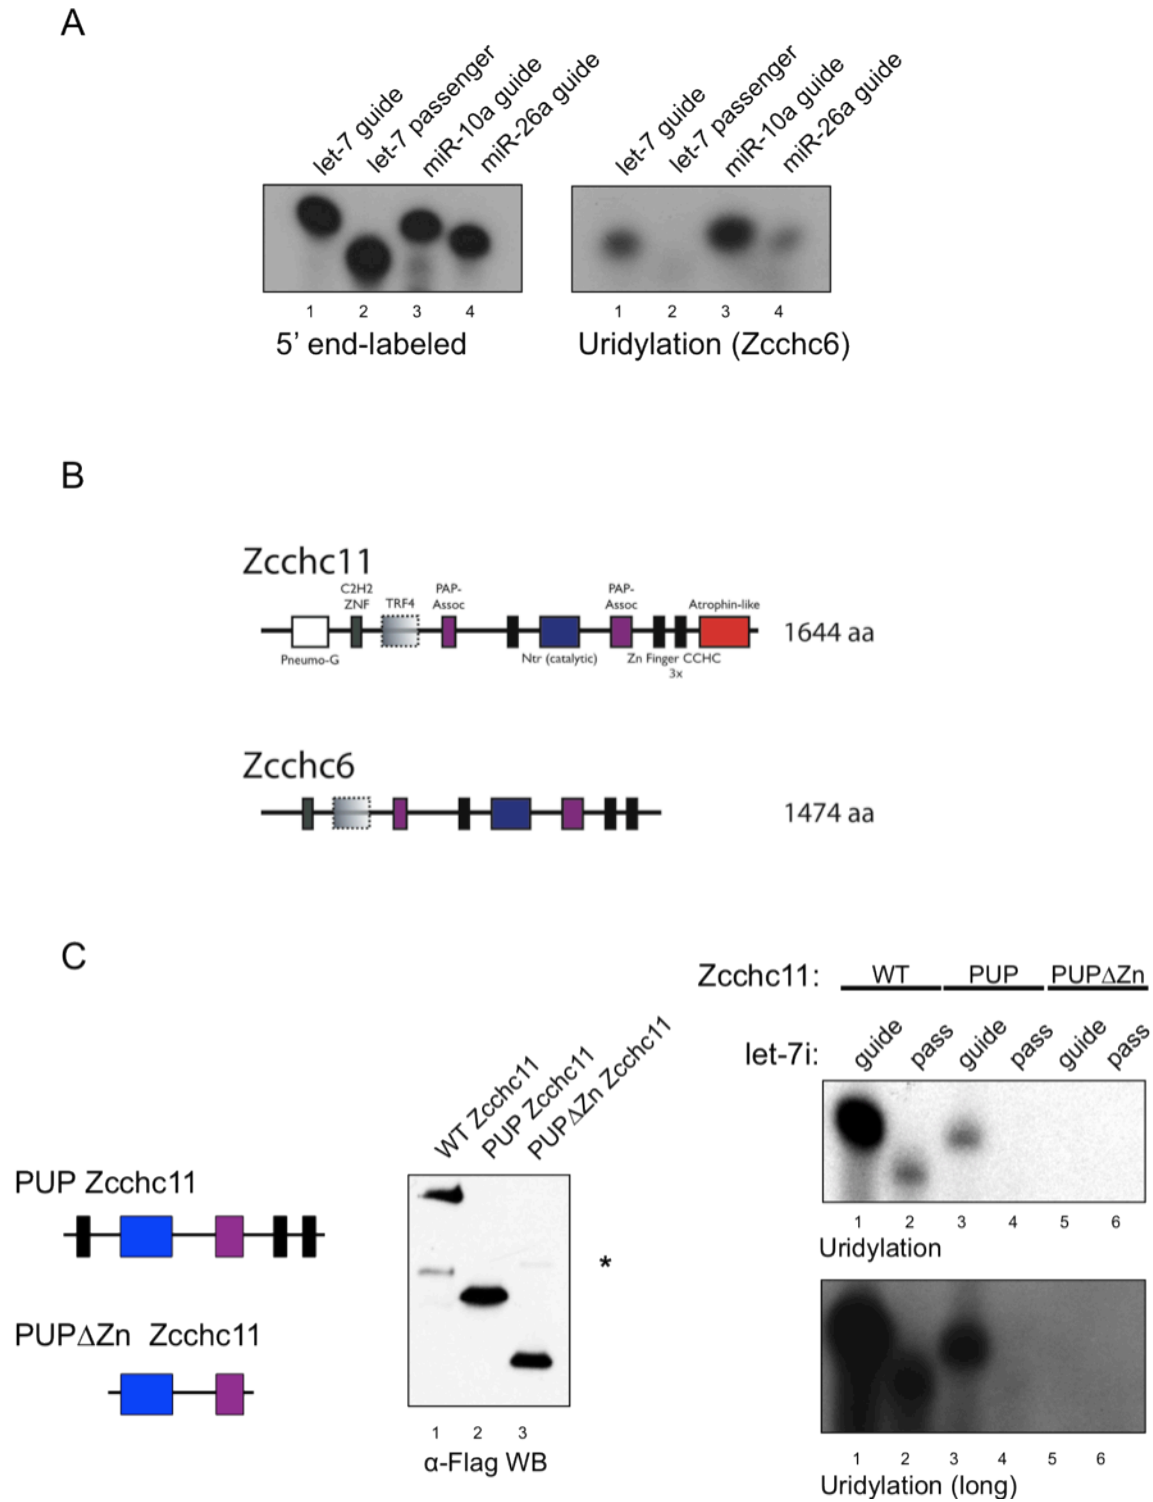 A
let-7 guide
let-7 passenger
miR-10a guide
miR-26a guide
let-7 guide
let-7 passenger
miR-10a guide
miR-26a guide
1 2 3 4
1 2 3 4
5' end-labeled
Uridylation (Zcchc6)
B
Zcchc11
C2H2
ZNF
TRF4
PAP-
Assoc
PAP-
Assoc
Atrophin-like
1644 aa
Pneumo-G
Ntr (catalytic)
Zn Finger CCHC
3x
Zcchc6
1474 aa
C
Zcchc11: WT PUP PUPΔZn
let-7i: guide pass guide pass guide pass
WT Zcchc11
PUP Zcchc11
PUPΔZn Zcchc11
PUP Zcchc11
PUPΔZn Zcchc11
*
1 2 3
α-Flag WB
1 2 3 4 5 6
Uridylation
1 2 3 4 5 6
Uridylation (long)